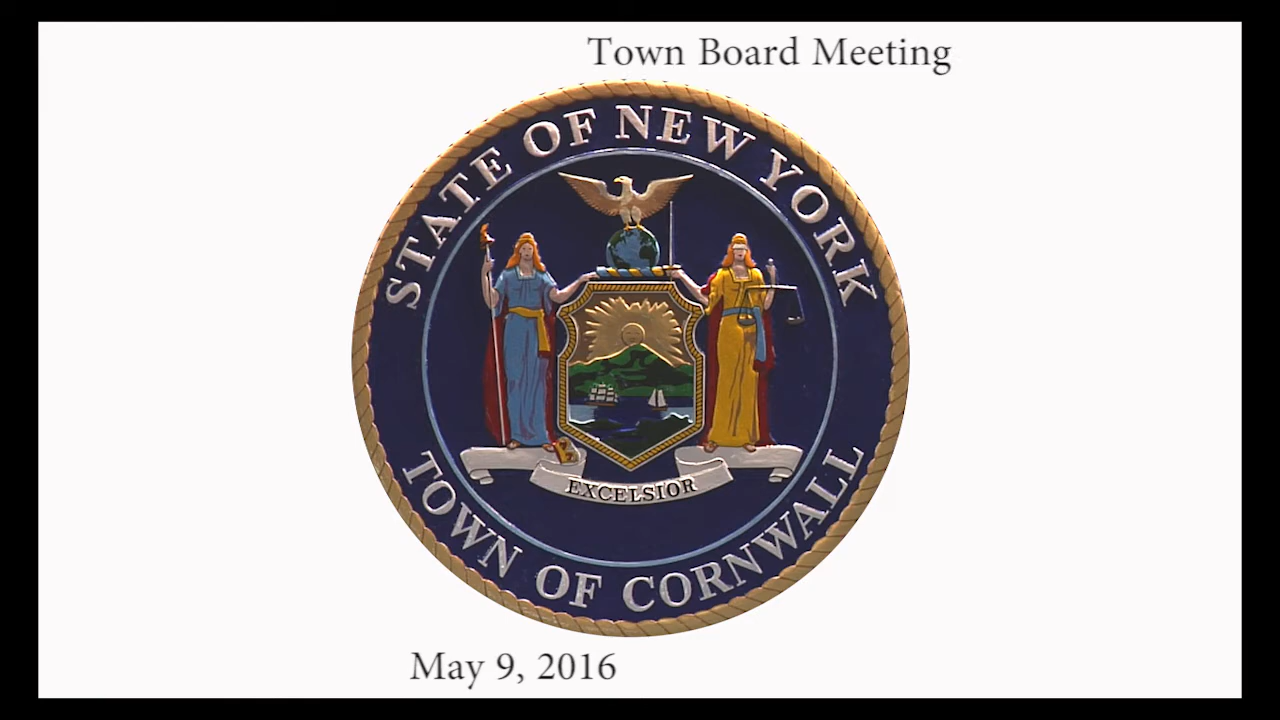 Town Board Meeting
STATE OF NEW YORK
EXCELSIOR
TOWN OF CORNWALL
May 9, 2016